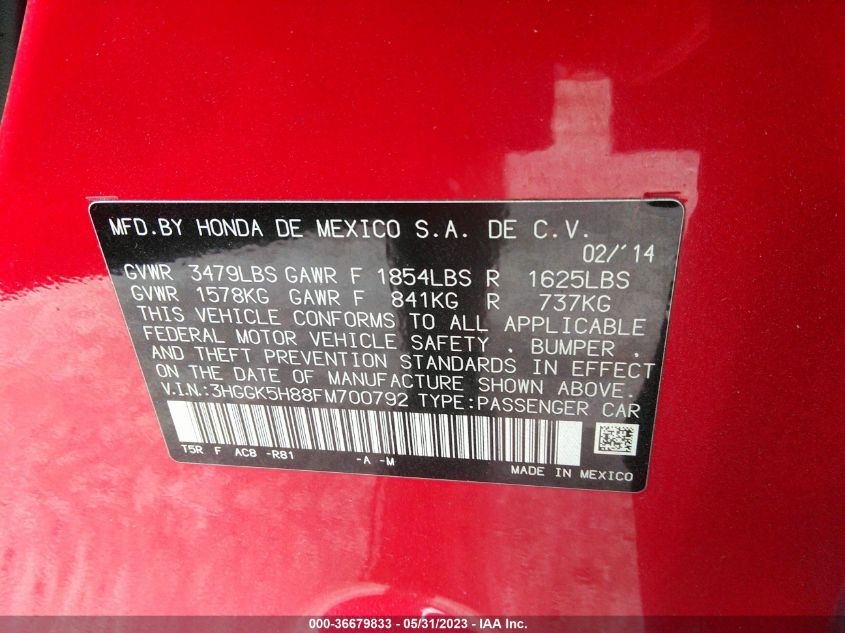 MFD.BY HONDA DE MEXICO S.A. DE C.V.
02/'14
GVWR 3479LBS GAWR F 1854LBS R 1625LBS
GVWR 1578KG GAWR F 841KG R 737KG
THIS VEHICLE CONFORMS TO ALL APPLICABLE
FEDERAL MOTOR VEHICLE SAFETY , BUMPER ,
AND THEFT PREVENTION STANDARDS IN EFFECT
ON THE DATE OF MANUFACTURE SHOWN ABOVE.
V.I.N.:3HGGK5H88FM700792 TYPE:PASSENGER CAR
T5R F AC8 -R81 -A -M
MADE IN MEXICO
000-36679833 - 05/31/2023 - IAA Inc.